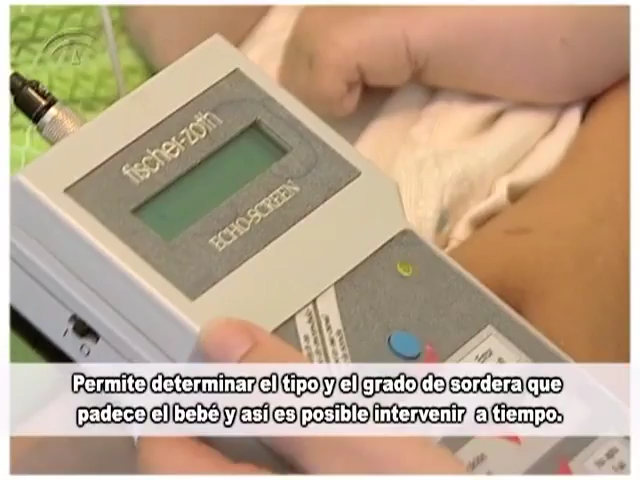 fischer-zoth
ECHO-SCREEN
I O
Permite determinar el tipo y el grado de sordera que
padece el bebé y así es posible intervenir a tiempo.